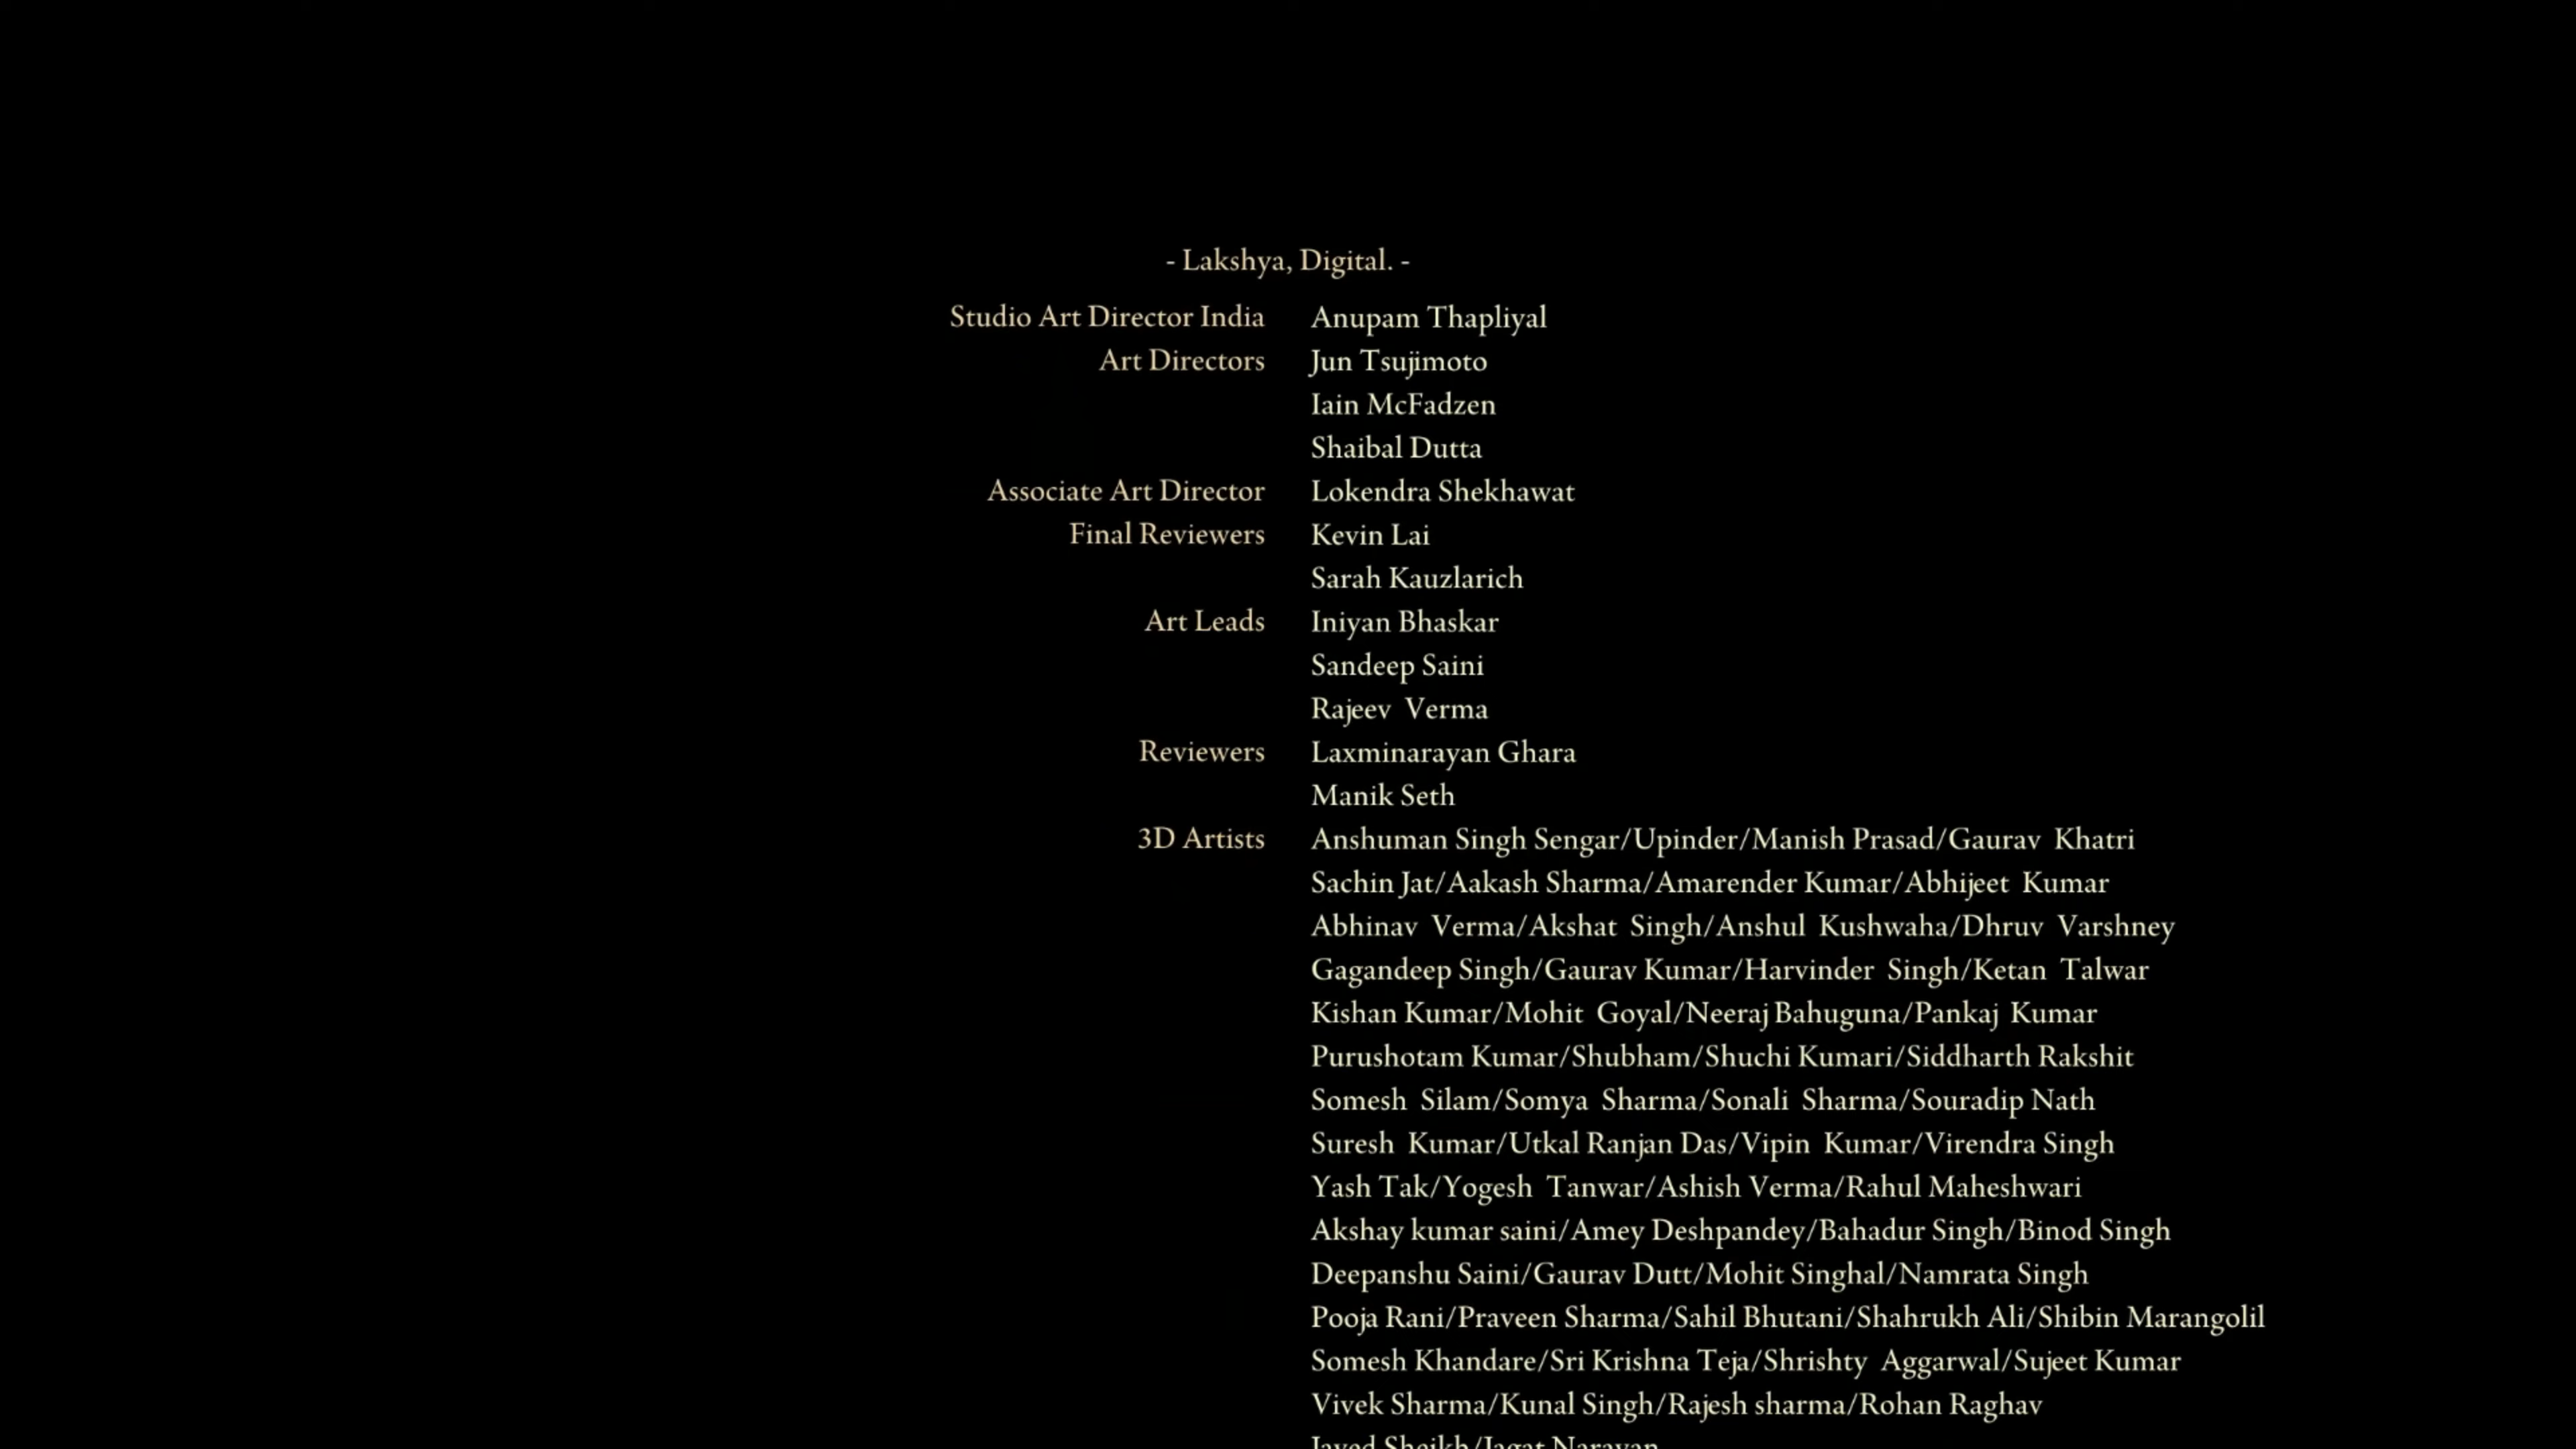 - Lakshya, Digital. -
Studio Art Director India Anupam Thapliyal
Art Directors Jun Tsujimoto
Iain McFadzen
Shaibal Dutta
Associate Art Director Lokendra Shekhawat
Final Reviewers Kevin Lai
Sarah Kauzlarich
Art Leads Iniyan Bhaskar
Sandeep Saini
Rajeev Verma
Reviewers Laxminarayan Ghara
Manik Seth
3D Artists Anshuman Singh Sengar/Upinder/Manish Prasad/Gaurav Khatri
Sachin Jat/Aakash Sharma/Amarender Kumar/Abhijeet Kumar
Abhinav Verma/Akshat Singh/Anshul Kushwaha/Dhruv Varshney
Gagandeep Singh/Gaurav Kumar/Harvinder Singh/Ketan Talwar
Kishan Kumar/Mohit Goyal/Neeraj Bahuguna/Pankaj Kumar
Purushotam Kumar/Shubham/Shuchi Kumari/Siddharth Rakshit
Somesh Silam/Somya Sharma/Sonali Sharma/Souradip Nath
Suresh Kumar/Utkal Ranjan Das/Vipin Kumar/Virendra Singh
Yash Tak/Yogesh Tanwar/Ashish Verma/Rahul Maheshwari
Akshay kumar saini/Amey Deshpandey/Bahadur Singh/Binod Singh
Deepanshu Saini/Gaurav Dutt/Mohit Singhal/Namrata Singh
Pooja Rani/Praveen Sharma/Sahil Bhutani/Shahrukh Ali/Shibin Marangolil
Somesh Khandare/Sri Krishna Teja/Shrishty Aggarwal/Sujeet Kumar
Vivek Sharma/Kunal Singh/Rajesh sharma/Rohan Raghav
Javed Sheikh/Jagat Narayan